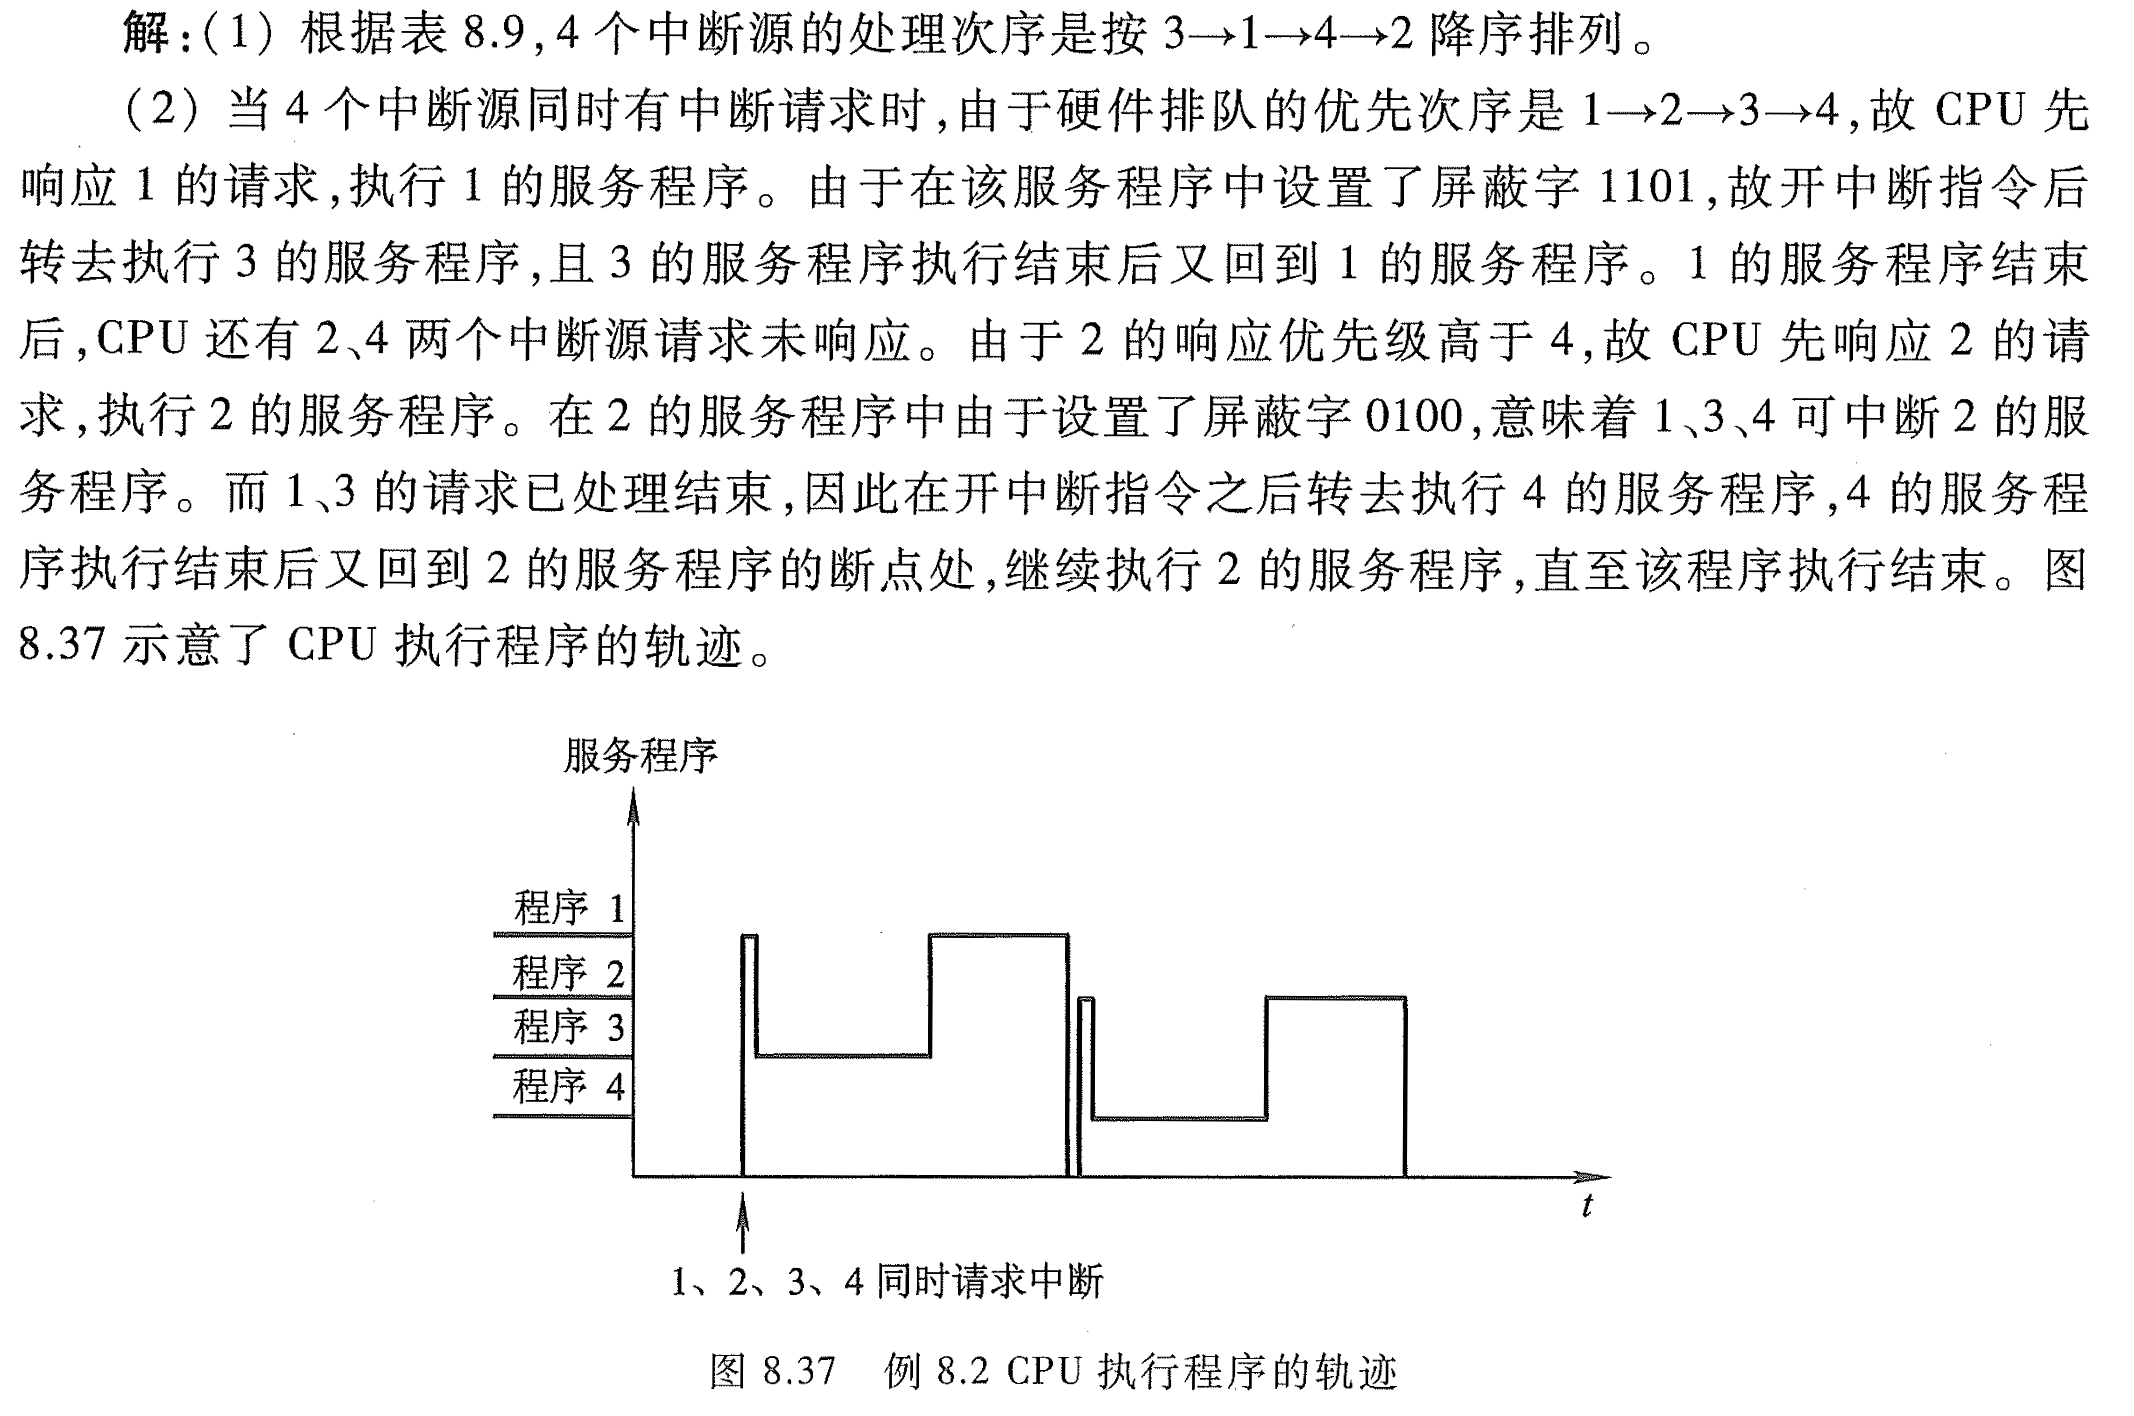 解:(1) 根据表 8.9,4 个中断源的处理次序是按 3→1→4→2 降序排列。
(2) 当 4 个中断源同时有中断请求时,由于硬件排队的优先次序是 1→2→3→4,故 CPU 先
响应 1 的请求,执行 1 的服务程序。由于在该服务程序中设置了屏蔽字 1101,故开中断指令后
转去执行 3 的服务程序,且 3 的服务程序执行结束后又回到 1 的服务程序。1 的服务程序结束
后,CPU 还有 2、4 两个中断源请求未响应。由于 2 的响应优先级高于 4,故 CPU 先响应 2 的请
求,执行 2 的服务程序。在 2 的服务程序中由于设置了屏蔽字 0100,意味着 1、3、4 可中断 2 的服
务程序。而 1、3 的请求已处理结束,因此在开中断指令之后转去执行 4 的服务程序,4 的服务程
序执行结束后又回到 2 的服务程序的断点处,继续执行 2 的服务程序,直至该程序执行结束。图
8.37 示意了 CPU 执行程序的轨迹。
服务程序
程序 1
程序 2
程序 3
程序 4
t
1、2、3、4 同时请求中断
图 8.37 例 8.2 CPU 执行程序的轨迹